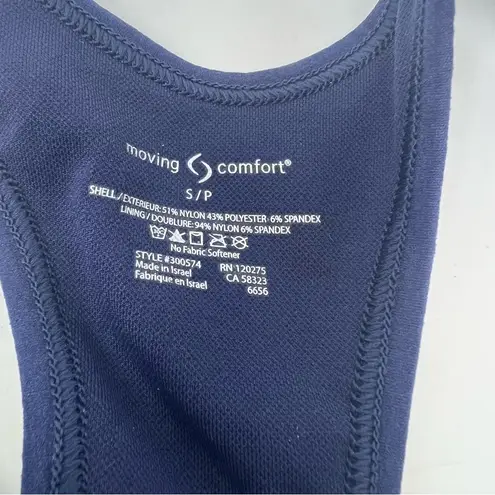 moving comfort®
S / P
SHELL / EXTERIEUR: 51% NYLON 43% POLYESTER 6% SPANDEX
LINING / DOUBLURE: 94% NYLON 6% SPANDEX
No Fabric Softener
STYLE #300574 RN 120275
Made in Israel CA 58323
Fabrique en Israel 6656